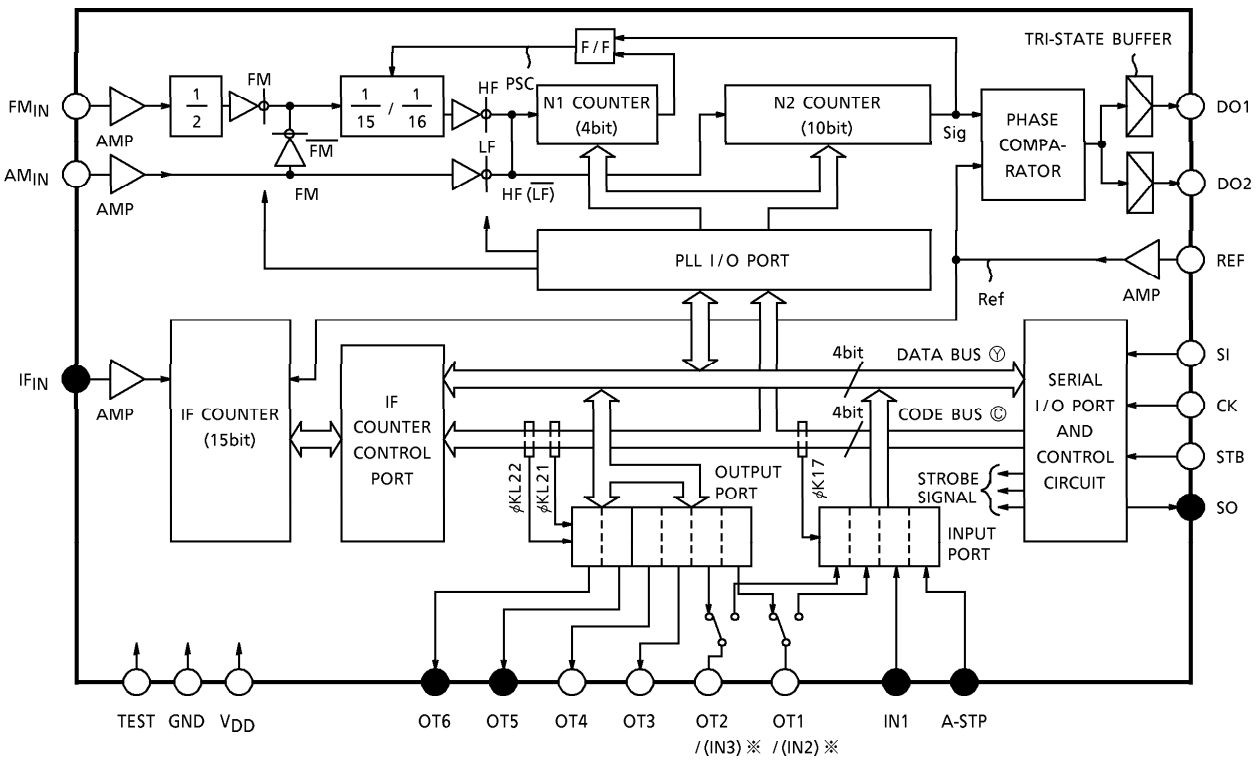 TRI-STATE BUFFER
F/F
PSC
FM
HF
FMIN
1
2
1
15
/
1
16
N1 COUNTER
(4bit)
N2 COUNTER
(10bit)
Sig
PHASE
COMPA-
RATOR
DO1
AMP
FM
LF
AMIN
AMP
FM
HF (LF)
DO2
PLL I/O PORT
REF
Ref
AMP
IFIN
AMP
IF COUNTER
(15bit)
IF
COUNTER
CONTROL
PORT
4bit
DATA BUS Ⓨ
4bit
CODE BUS Ⓒ
SERIAL
I/O PORT
AND
CONTROL
CIRCUIT
SI
CK
STB
SO
φKL22
φKL21
OUTPUT
PORT
φK17
STROBE
SIGNAL
INPUT
PORT
TEST
GND
VDD
OT6
OT5
OT4
OT3
OT2
/(IN3)※
OT1
/(IN2)※
IN1
A-STP